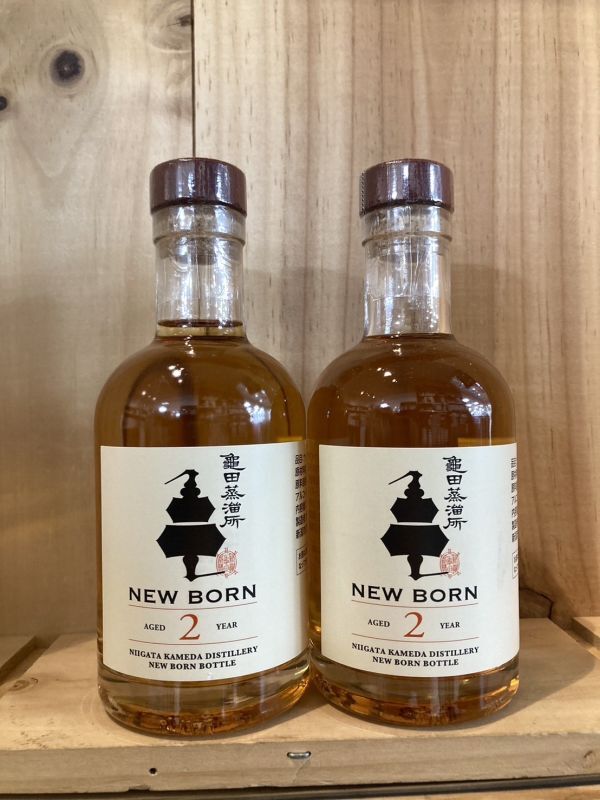 亀田蒸溜所
NEW BORN
AGED 2 YEAR
NIIGATA KAMEDA DISTILLERY
NEW BORN BOTTLE
亀田蒸溜所
NEW BORN
AGED 2 YEAR
NIIGATA KAMEDA DISTILLERY
NEW BORN BOTTLE